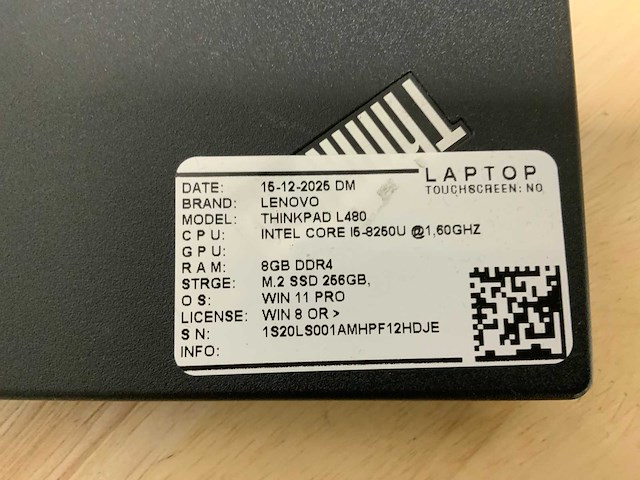 Thin
LAPTOP
TOUCHSCREEN: NO
DATE: 15-12-2025 DM
BRAND: LENOVO
MODEL: THINKPAD L480
CPU: INTEL CORE I5-8250U @1,60GHZ
GPU:
RAM: 8GB DDR4
STRGE: M.2 SSD 256GB,
OS: WIN 11 PRO
LICENSE: WIN 8 OR >
SN: 1S20LS001AMHPF12HDJE
INFO: